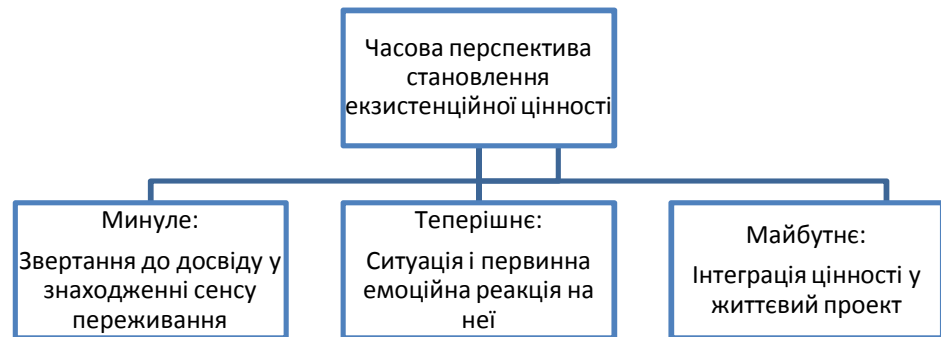 Часова перспектива
становлення
екзистенційної цінності
Минуле:
Звертання до досвіду у
знаходженні сенсу
переживання
Теперішнє:
Ситуація і первинна
емоційна реакція на
неї
Майбутнє:
Інтеграція цінності у
життєвий проект